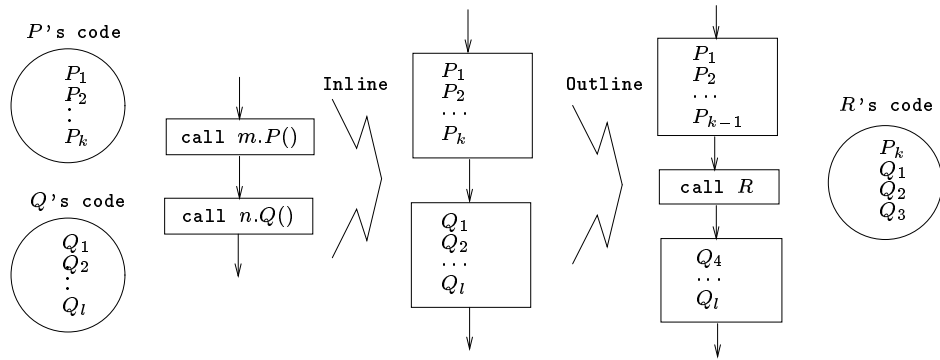 P's code
P1
P2
:
Pk
Q's code
Q1
Q2
:
Ql
call m.P()
call n.Q()
Inline
P1
P2
...
Pk
Q1
Q2
...
Ql
Outline
P1
P2
...
Pk−1
call R
Q4
...
Ql
R's code
Pk
Q1
Q2
Q3